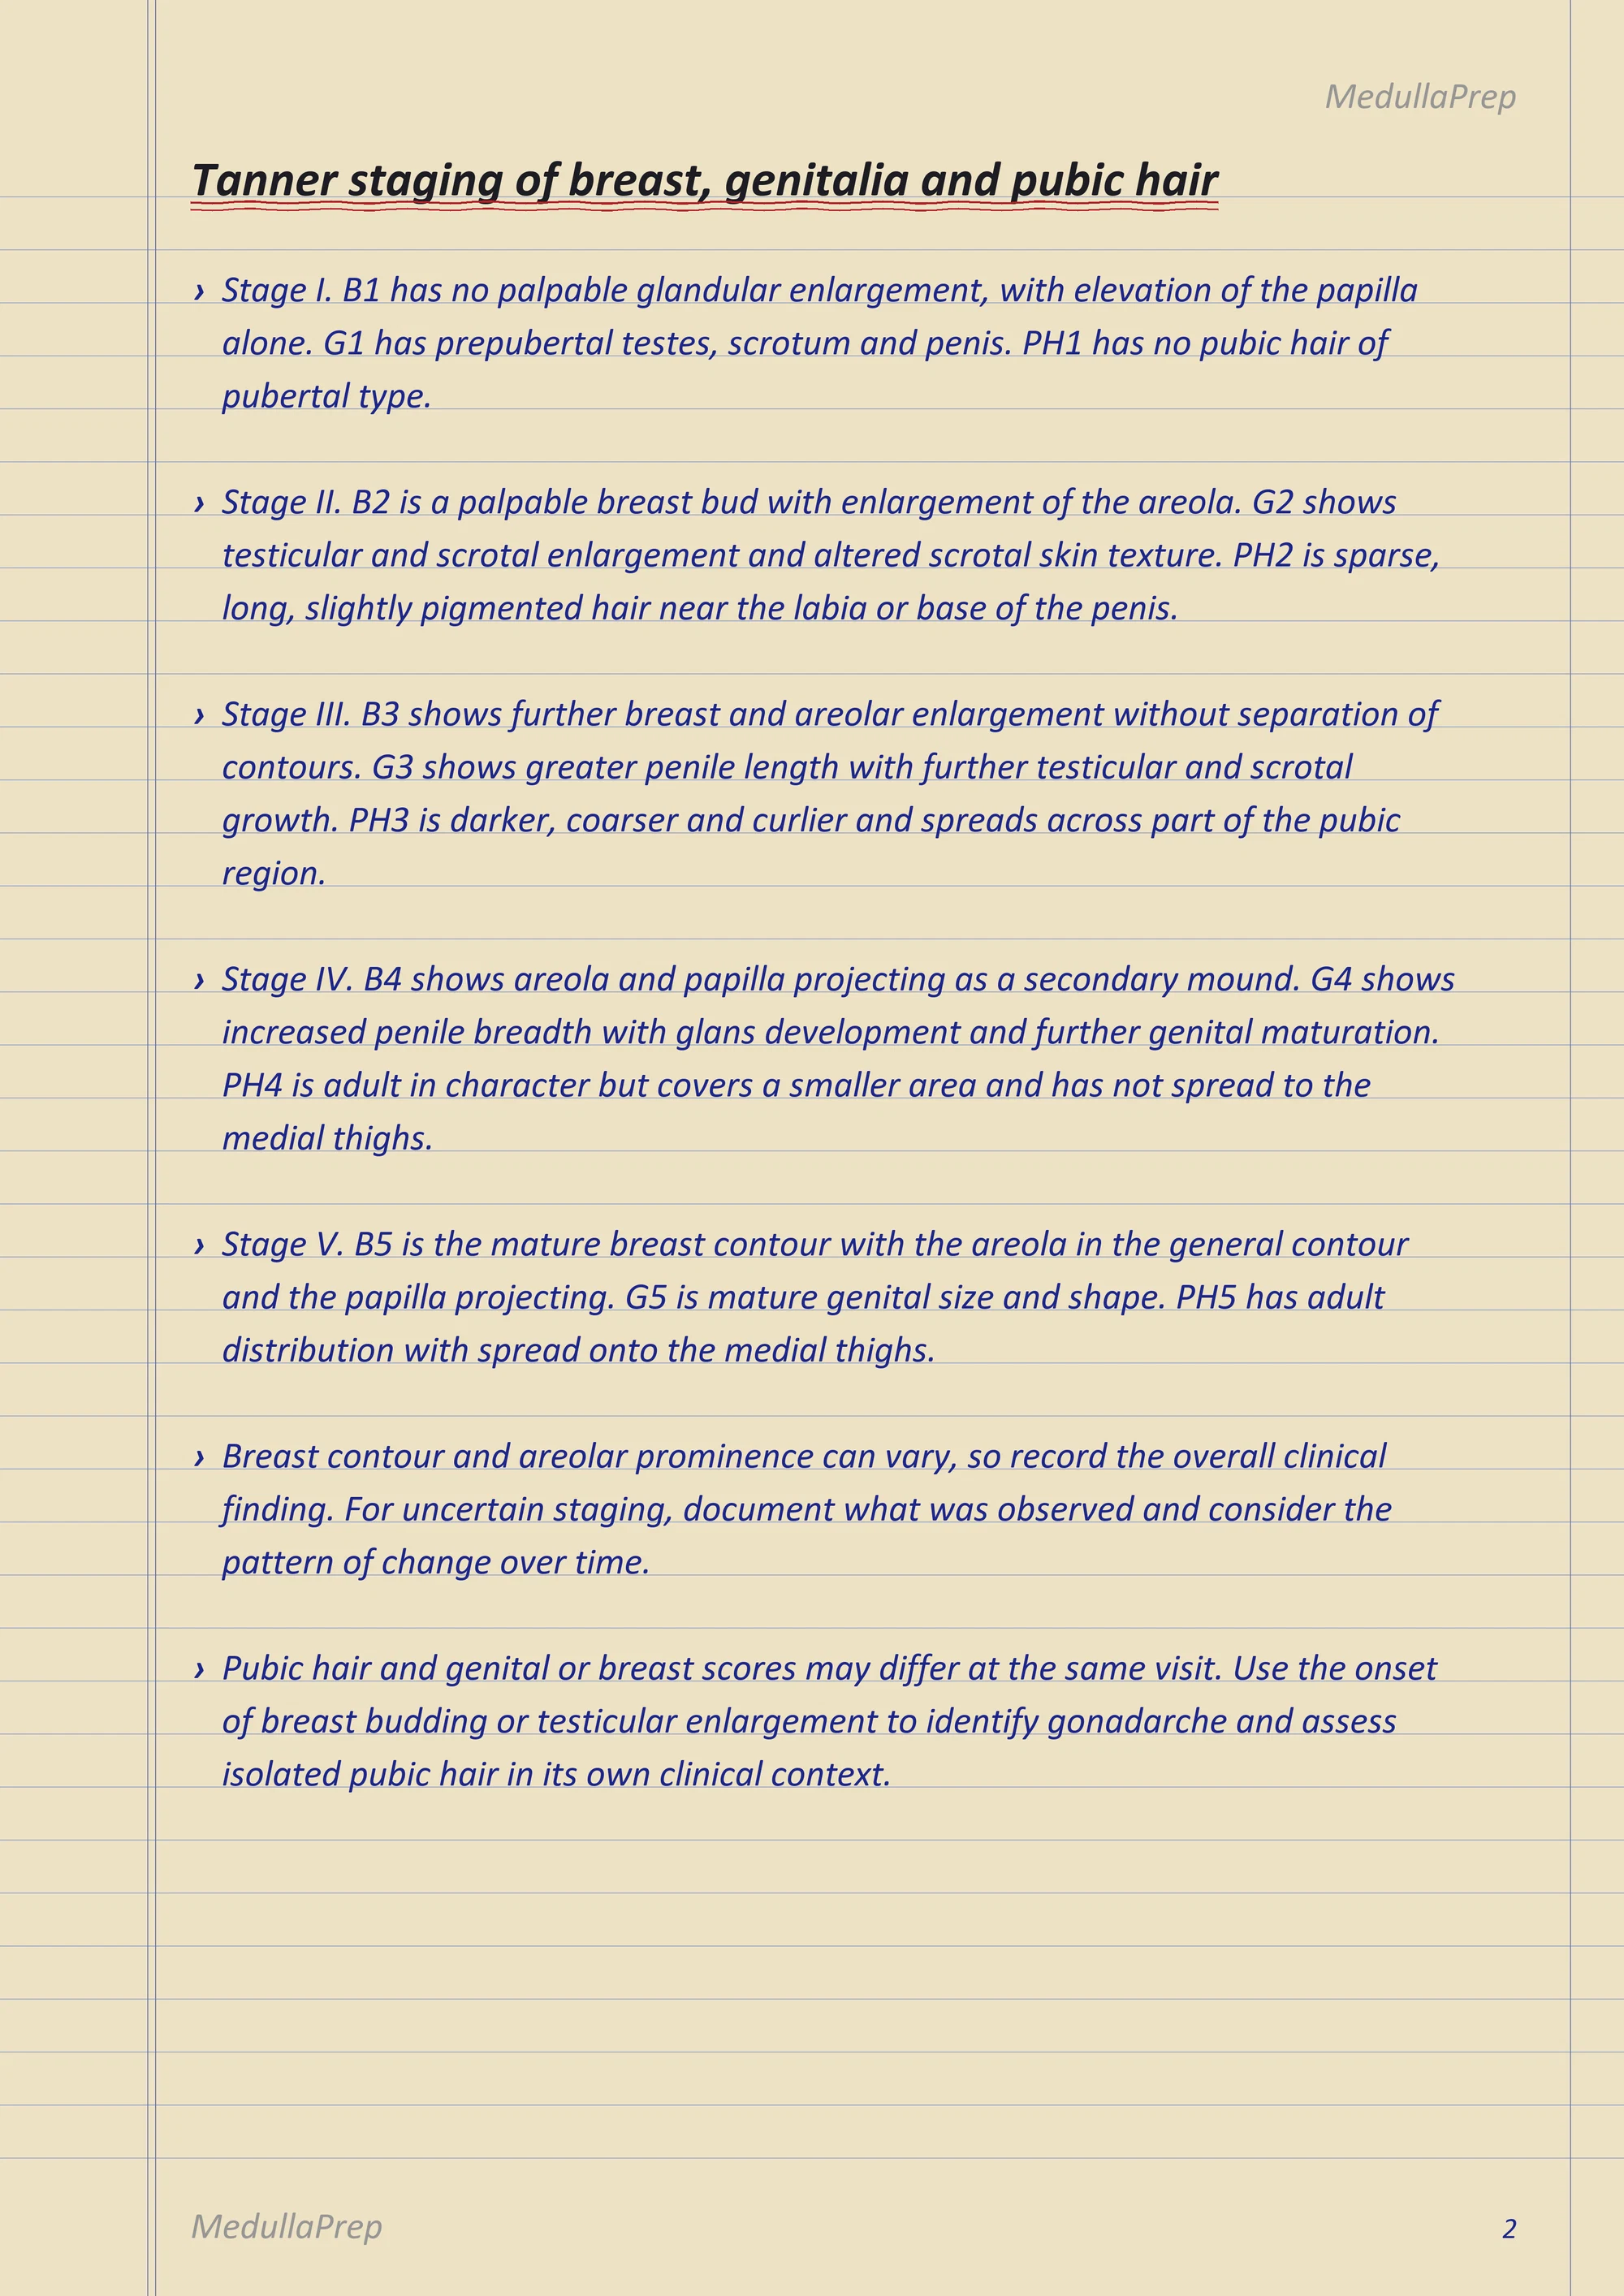 MedullaPrep
Tanner staging of breast, genitalia and pubic hair
› Stage I. B1 has no palpable glandular enlargement, with elevation of the papilla
alone. G1 has prepubertal testes, scrotum and penis. PH1 has no pubic hair of
pubertal type.
› Stage II. B2 is a palpable breast bud with enlargement of the areola. G2 shows
testicular and scrotal enlargement and altered scrotal skin texture. PH2 is sparse,
long, slightly pigmented hair near the labia or base of the penis.
› Stage III. B3 shows further breast and areolar enlargement without separation of
contours. G3 shows greater penile length with further testicular and scrotal
growth. PH3 is darker, coarser and curlier and spreads across part of the pubic
region.
› Stage IV. B4 shows areola and papilla projecting as a secondary mound. G4 shows
increased penile breadth with glans development and further genital maturation.
PH4 is adult in character but covers a smaller area and has not spread to the
medial thighs.
› Stage V. B5 is the mature breast contour with the areola in the general contour
and the papilla projecting. G5 is mature genital size and shape. PH5 has adult
distribution with spread onto the medial thighs.
› Breast contour and areolar prominence can vary, so record the overall clinical
finding. For uncertain staging, document what was observed and consider the
pattern of change over time.
› Pubic hair and genital or breast scores may differ at the same visit. Use the onset
of breast budding or testicular enlargement to identify gonadarche and assess
isolated pubic hair in its own clinical context.
MedullaPrep
2